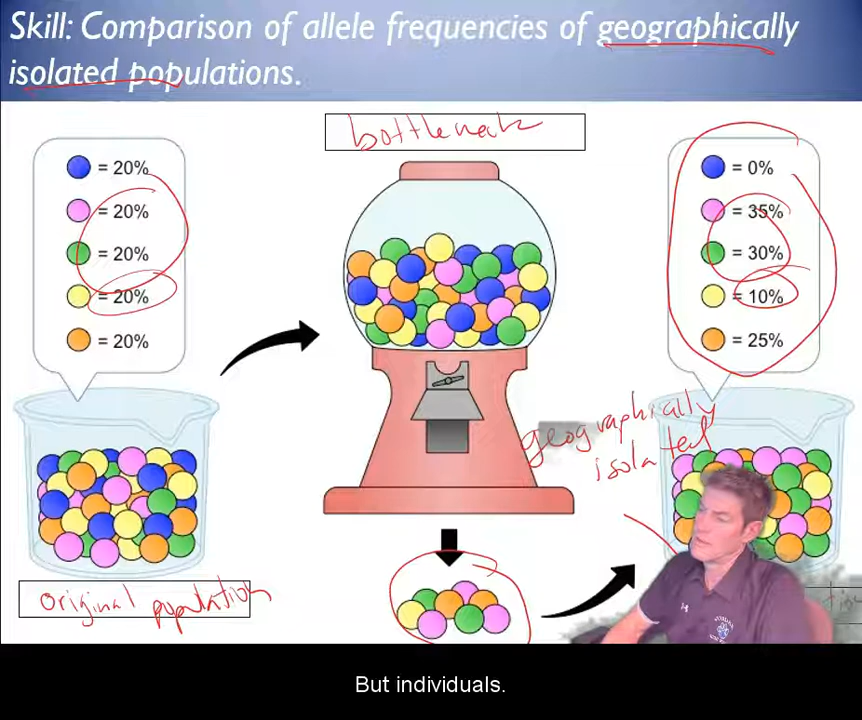 Skill: Comparison of allele frequencies of geographically
isolated populations.
bottleneck
= 20%
= 20%
= 20%
= 20%
= 20%
= 0%
= 35%
= 30%
= 10%
= 25%
geographically
isolated
original population
But individuals.